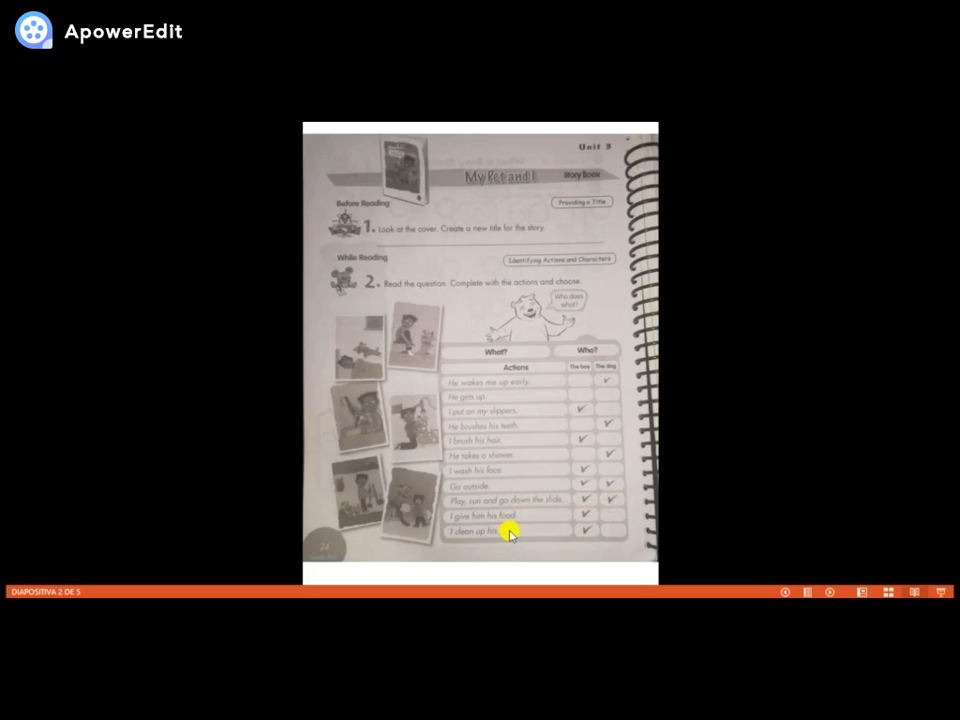 ApowerEdit
Unit 3
My Pet and I
Story Book
Before Reading
Providing a Title
1. Look at the cover. Create a new title for the story.
While Reading
Identifying Actions and Characters
2. Read the question. Complete with the actions and choose.
Who does
what?
What? Who?
Actions The boy The dog
He wakes me up early.
He gets up.
I put on my slippers.
He brushes his teeth.
I brush his hair.
He takes a shower.
I wash his face.
Go outside.
Play, run and go down the slide.
I give him his food.
I clean up his
24
DIAPOSITIVA 2 DE 5